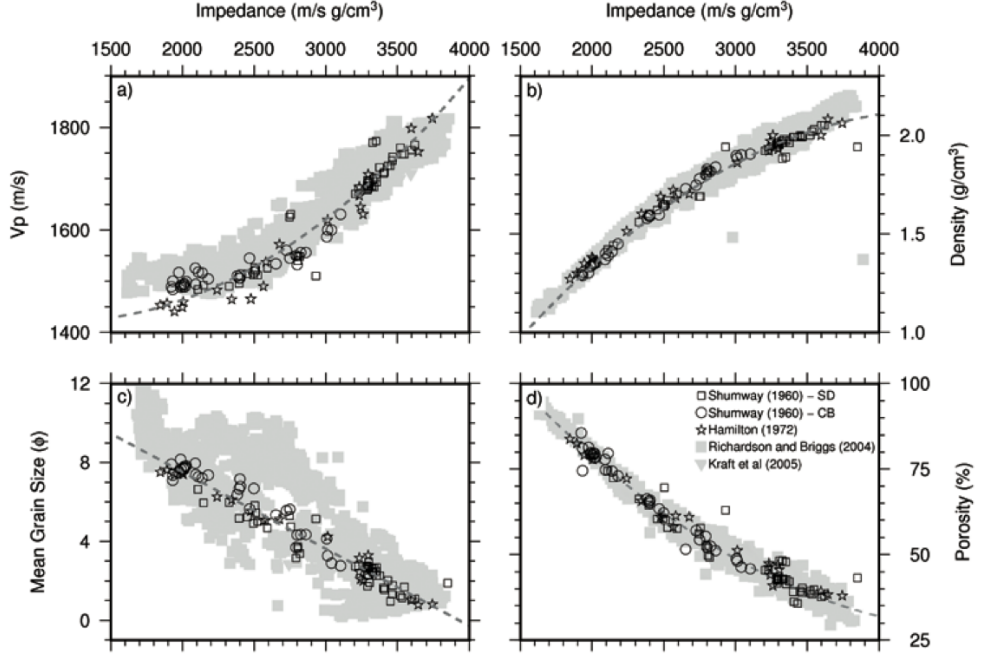 Impedance (m/s g/cm³) Impedance (m/s g/cm³)
1500 2000 2500 3000 3500 4000 1500 2000 2500 3000 3500 4000
a) b)
1800
1600
1400
Vp (m/s)
2.0
1.5
1.0
Density (g/cm³)
c) d)
12
8
4
0
Mean Grain Size (ϕ)
Shumway (1960) – SD
Shumway (1960) – CB
Hamilton (1972)
Richardson and Briggs (2004)
Kraft et al (2005)
100
75
50
25
Porosity (%)